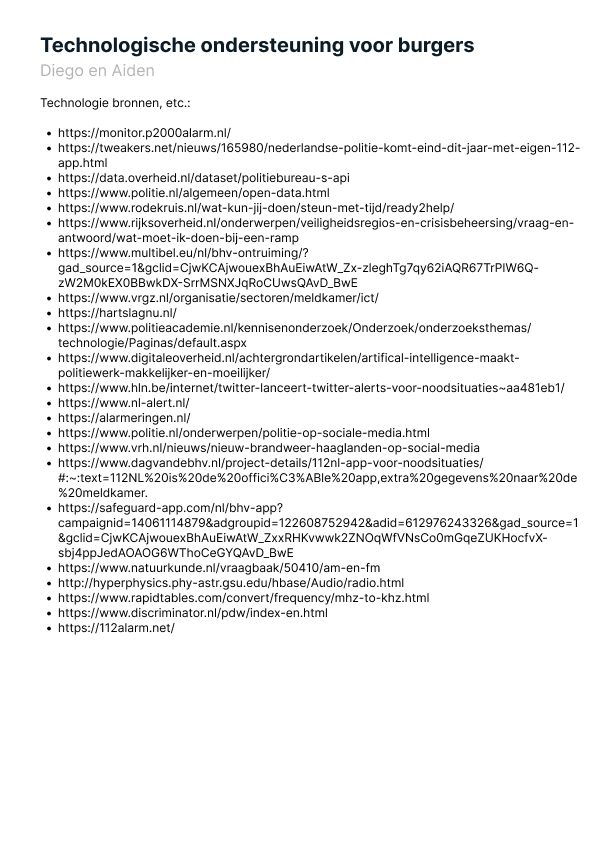 Technologische ondersteuning voor burgers
Diego en Aiden
Technologie bronnen, etc.:
• https://monitor.p2000alarm.nl/
• https://tweakers.net/nieuws/165980/nederlandse-politie-komt-eind-dit-jaar-met-eigen-112-
app.html
• https://data.overheid.nl/dataset/politiebureau-s-api
• https://www.politie.nl/algemeen/open-data.html
• https://www.rodekruis.nl/wat-kun-jij-doen/steun-met-tijd/ready2help/
• https://www.rijksoverheid.nl/onderwerpen/veiligheidsregios-en-crisisbeheersing/vraag-en-
antwoord/wat-moet-ik-doen-bij-een-ramp
• https://www.multibel.eu/nl/bhv-ontruiming/?
gad_source=1&gclid=CjwKCAjwouexBhAuEiwAtW_Zx-zleghTg7qy62iAQR67TrPIW6Q-
zW2M0kEX0BBwkDX-SrrMSNXJqRoCUwsQAvD_BwE
• https://www.vrgz.nl/organisatie/sectoren/meldkamer/ict/
• https://hartslagnu.nl/
• https://www.politieacademie.nl/kennisenonderzoek/Onderzoek/onderzoeksthemas/
technologie/Paginas/default.aspx
• https://www.digitaleoverheid.nl/achtergrondartikelen/artifical-intelligence-maakt-
politiewerk-makkelijker-en-moeilijker/
• https://www.hln.be/internet/twitter-lanceert-twitter-alerts-voor-noodsituaties~aa481eb1/
• https://www.nl-alert.nl/
• https://alarmeringen.nl/
• https://www.politie.nl/onderwerpen/politie-op-sociale-media.html
• https://www.vrh.nl/nieuws/nieuw-brandweer-haaglanden-op-social-media
• https://www.dagvandebhv.nl/project-details/112nl-app-voor-noodsituaties/
#:~:text=112NL%20is%20de%20offici%C3%ABle%20app,extra%20gegevens%20naar%20de
%20meldkamer.
• https://safeguard-app.com/nl/bhv-app?
campaignid=14061114879&adgroupid=122608752942&adid=612976243326&gad_source=1
&gclid=CjwKCAjwouexBhAuEiwAtW_ZxxRHKvwwk2ZNOqWfVNsCo0mGqeZUKHocfvX-
sbj4ppJedAOAOG6WThoCeGYQAvD_BwE
• https://www.natuurkunde.nl/vraagbaak/50410/am-en-fm
• http://hyperphysics.phy-astr.gsu.edu/hbase/Audio/radio.html
• https://www.rapidtables.com/convert/frequency/mhz-to-khz.html
• https://www.discriminator.nl/pdw/index-en.html
• https://112alarm.net/